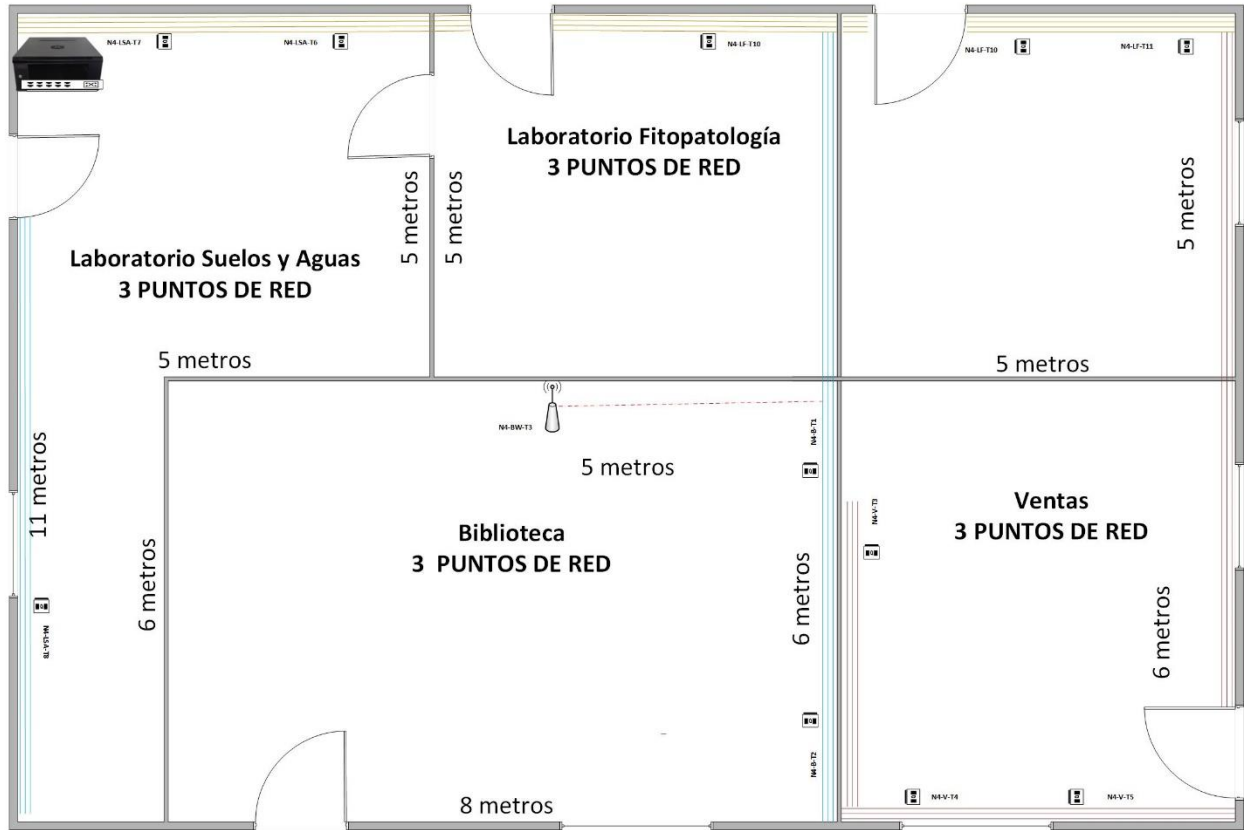 N4-LSA-T7
N4-LSA-T6
N4-LF-T10
N4-LF-T10
N4-LF-T11
Laboratorio Fitopatología
3 PUNTOS DE RED
5 metros
5 metros
5 metros
Laboratorio Suelos y Aguas
3 PUNTOS DE RED
5 metros
5 metros
N4-BW-T3
N4-B-T1
5 metros
11 metros
Biblioteca
3 PUNTOS DE RED
N4-V-T3
Ventas
3 PUNTOS DE RED
6 metros
6 metros
6 metros
N4-LSA-T8
N4-B-T2
N4-V-T4
N4-V-T5
8 metros